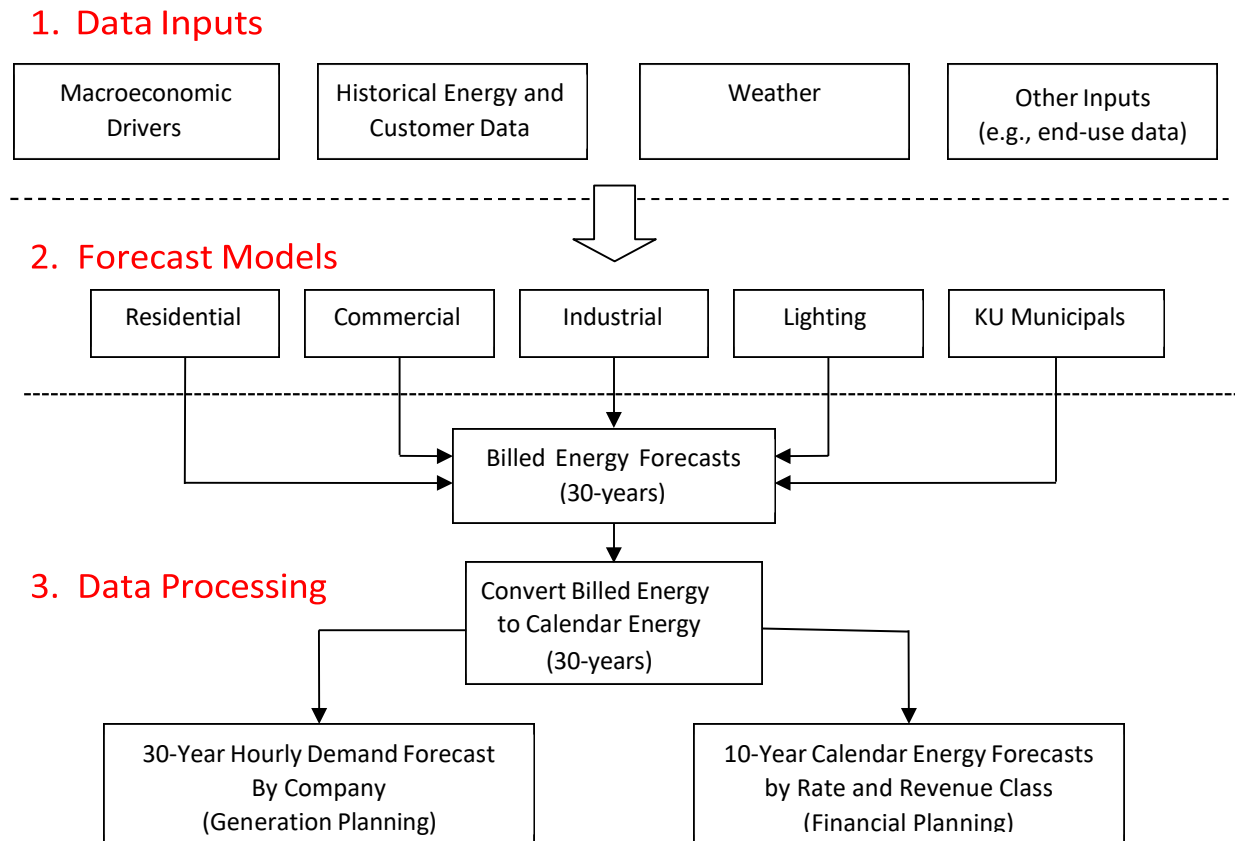 1. Data Inputs
Macroeconomic
Drivers
Historical Energy and
Customer Data
Weather
Other Inputs
(e.g., end-use data)
2. Forecast Models
Residential
Commercial
Industrial
Lighting
KU Municipals
Billed Energy Forecasts
(30-years)
3. Data Processing
Convert Billed Energy
to Calendar Energy
(30-years)
30-Year Hourly Demand Forecast
By Company
(Generation Planning)
10-Year Calendar Energy Forecasts
by Rate and Revenue Class
(Financial Planning)